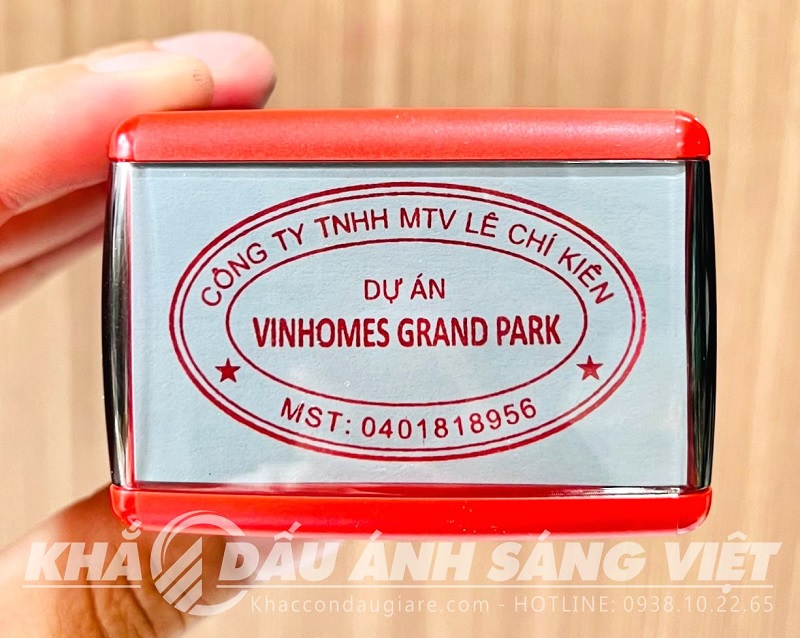 CÔNG TY TNHH MTV LÊ CHÍ KIÊN
DỰ ÁN
VINHOMES GRAND PARK
MST: 0401818956
KHẮC DẤU ÁNH SÁNG VIỆT
Khaccondaugiare.com - HOTLINE: 0938.10.22.65